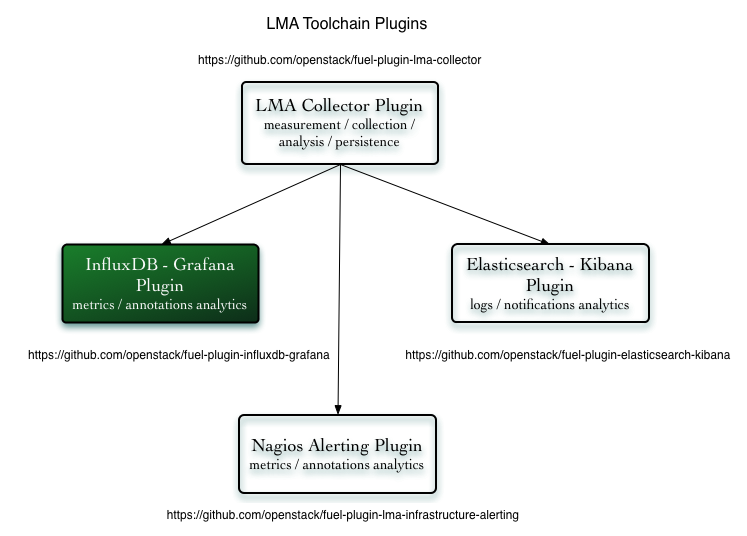 LMA Toolchain Plugins
https://github.com/openstack/fuel-plugin-lma-collector
LMA Collector Plugin
measurement / collection /
analysis / persistence
InfluxDB - Grafana
Plugin
metrics / annotations analytics
https://github.com/openstack/fuel-plugin-influxdb-grafana
Elasticsearch - Kibana
Plugin
logs / notifications analytics
https://github.com/openstack/fuel-plugin-elasticsearch-kibana
Nagios Alerting Plugin
metrics / annotations analytics
https://github.com/openstack/fuel-plugin-lma-infrastructure-alerting